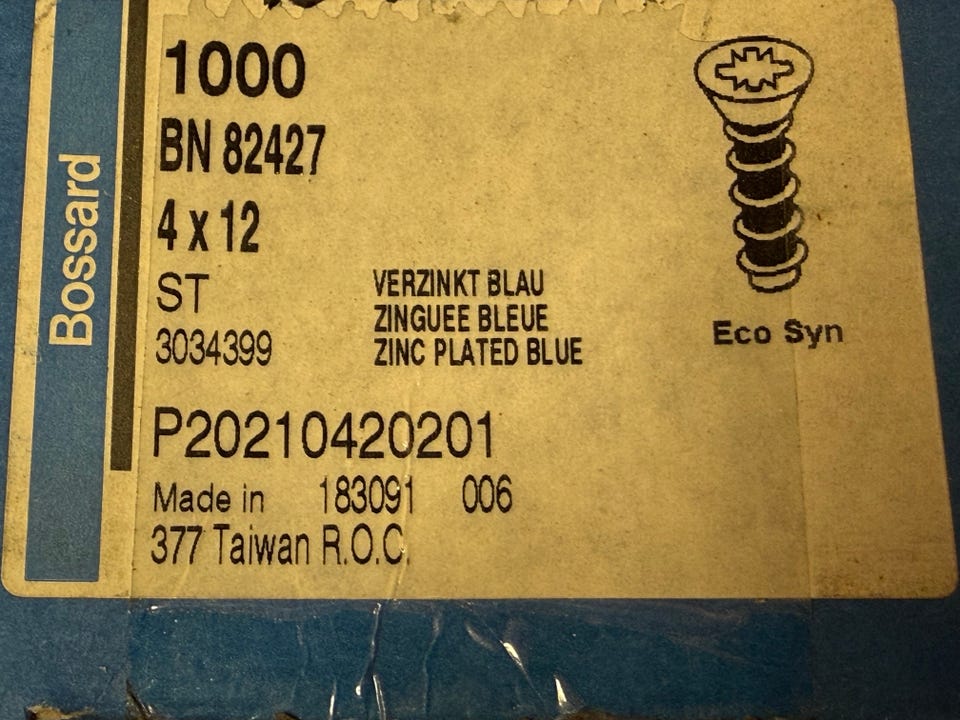 Bossard
1000
BN 82427
4 x 12
ST
3034399
VERZINKT BLAU
ZINGUEE BLEUE
ZINC PLATED BLUE
Eco Syn
P20210420201
Made in 183091 006
377 Taiwan R.O.C.